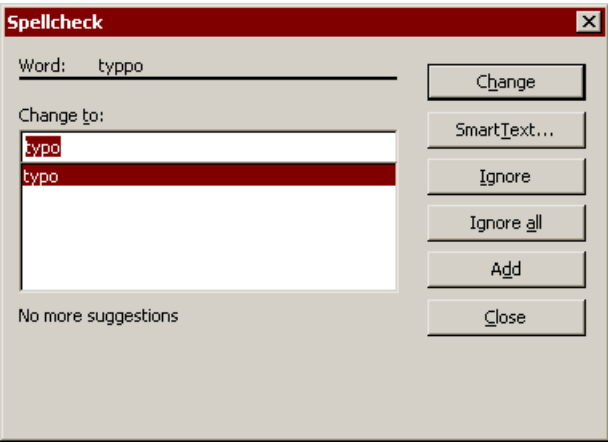 Spellcheck
Word: typpo
Change
Change to:
SmartText...
typo
typo
Ignore
Ignore all
Add
No more suggestions
Close